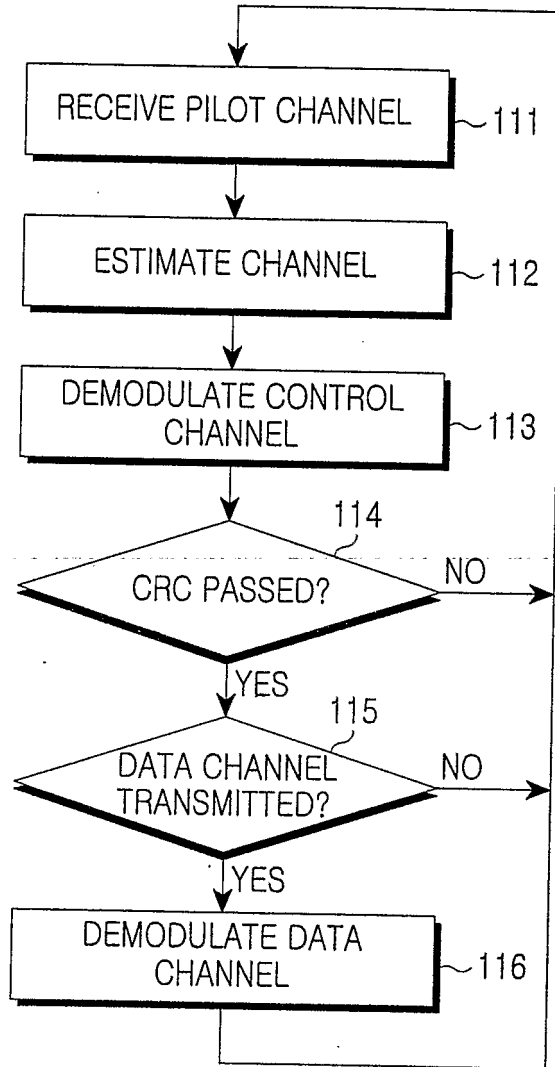 RECEIVE PILOT CHANNEL
111
ESTIMATE CHANNEL
112
DEMODULATE CONTROL
CHANNEL
113
114
CRC PASSED?
NO
YES
115
DATA CHANNEL
TRANSMITTED?
NO
YES
DEMODULATE DATA
CHANNEL
116